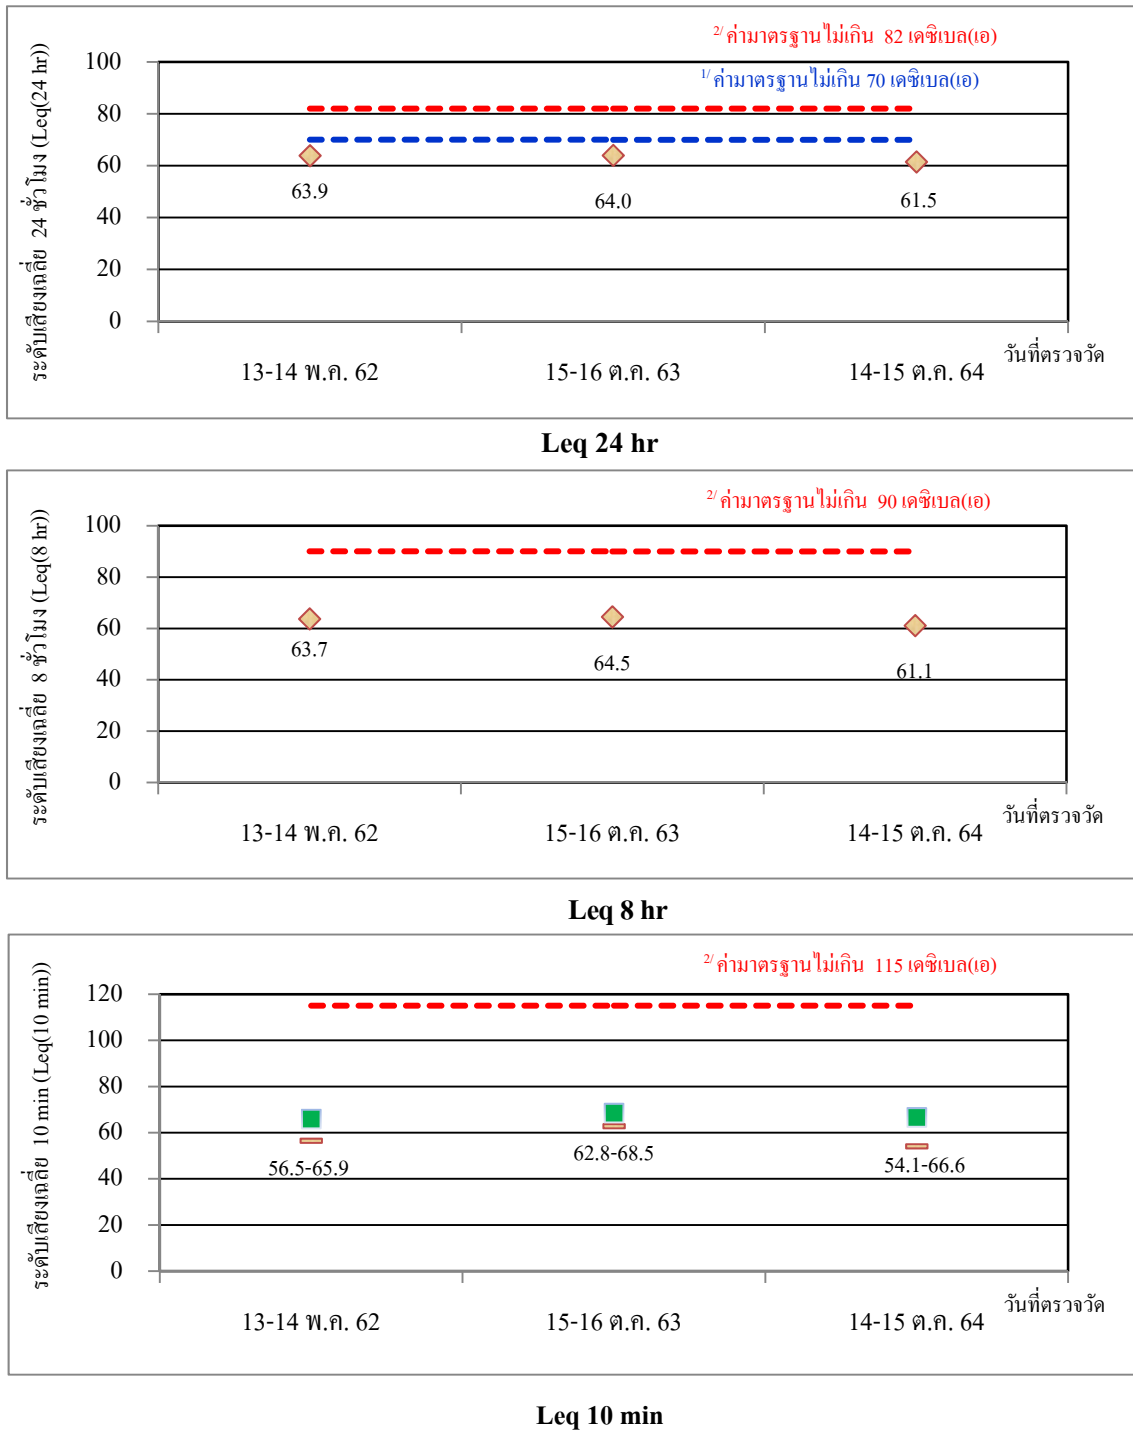 2/ ค่ามาตรฐานไม่เกิน 82 เดซิเบล(เอ)
1/ ค่ามาตรฐานไม่เกิน 70 เดซิเบล(เอ)
ระดับเสียงเฉลี่ย 24 ชั่วโมง (Leq(24 hr))
100
80
60
40
20
0
63.9
64.0
61.5
13-14 พ.ค. 62
15-16 ต.ค. 63
14-15 ต.ค. 64
วันที่ตรวจวัด
Leq 24 hr
2/ ค่ามาตรฐานไม่เกิน 90 เดซิเบล(เอ)
ระดับเสียงเฉลี่ย 8 ชั่วโมง (Leq(8 hr))
100
80
60
40
20
0
63.7
64.5
61.1
13-14 พ.ค. 62
15-16 ต.ค. 63
14-15 ต.ค. 64
วันที่ตรวจวัด
Leq 8 hr
2/ ค่ามาตรฐานไม่เกิน 115 เดซิเบล(เอ)
ระดับเสียงเฉลี่ย 10 min (Leq(10 min))
120
100
80
60
40
20
0
56.5-65.9
62.8-68.5
54.1-66.6
13-14 พ.ค. 62
15-16 ต.ค. 63
14-15 ต.ค. 64
วันที่ตรวจวัด
Leq 10 min